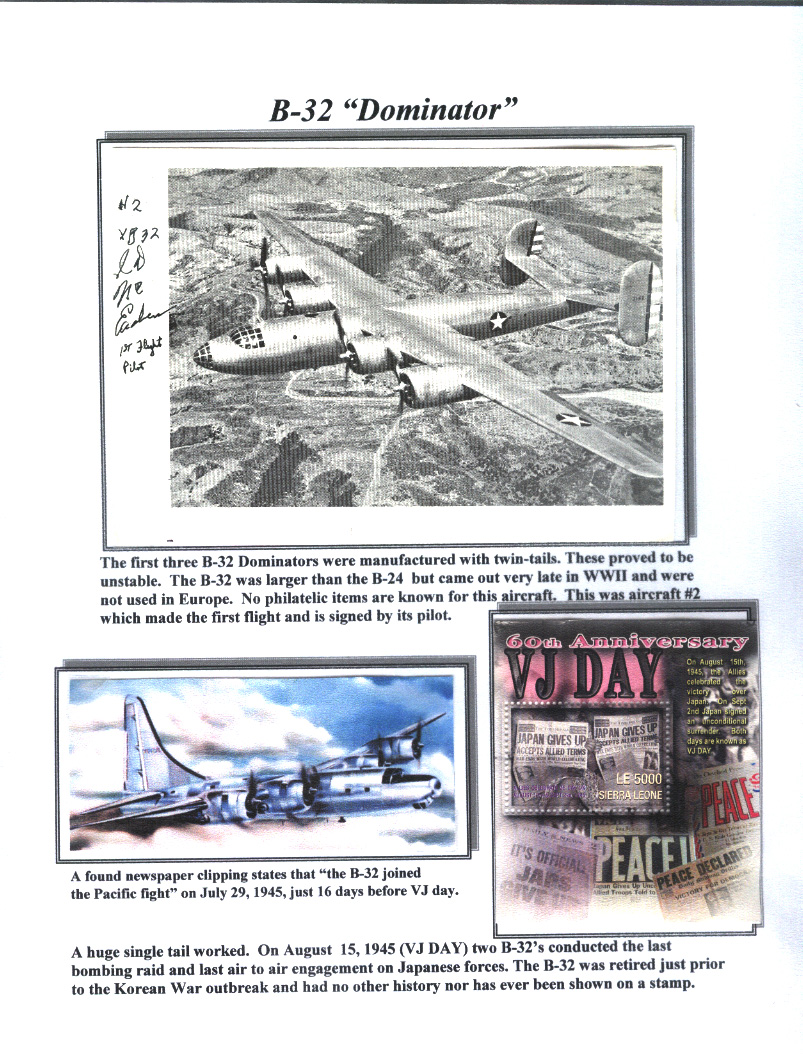 B-32 “Dominator”
# 2
XB 32
1st Flight
Pilot
The first three B-32 Dominators were manufactured with twin-tails. These proved to be
unstable. The B-32 was larger than the B-24 but came out very late in WWII and were
not used in Europe. No philatelic items are known for this aircraft. This was aircraft #2
which made the first flight and is signed by its pilot.
60th Anniversary
VJ DAY
On August 15th,
1945, the Allies
celebrated the
victory over
Japan. On Sept
2nd Japan signed
an unconditional
surrender. Both
days are known as
VJ DAY
JAPAN GIVES UP
ACCEPTS ALLIED TERMS
JAPAN GIVES UP
ACCEPTS ALLIED TERMS
LE 5000
SIERRA LEONE
PEACE
IT'S OFFICIAL
JAPS
GIVE UP
PEACE!
Japan Gives Up
Allied Troops Told to
PEACE DECLARED
VICTORY FOR
A found newspaper clipping states that “the B-32 joined
the Pacific fight” on July 29, 1945, just 16 days before VJ day.
A huge single tail worked. On August 15, 1945 (VJ DAY) two B-32's conducted the last
bombing raid and last air to air engagement on Japanese forces. The B-32 was retired just prior
to the Korean War outbreak and had no other history nor has ever been shown on a stamp.